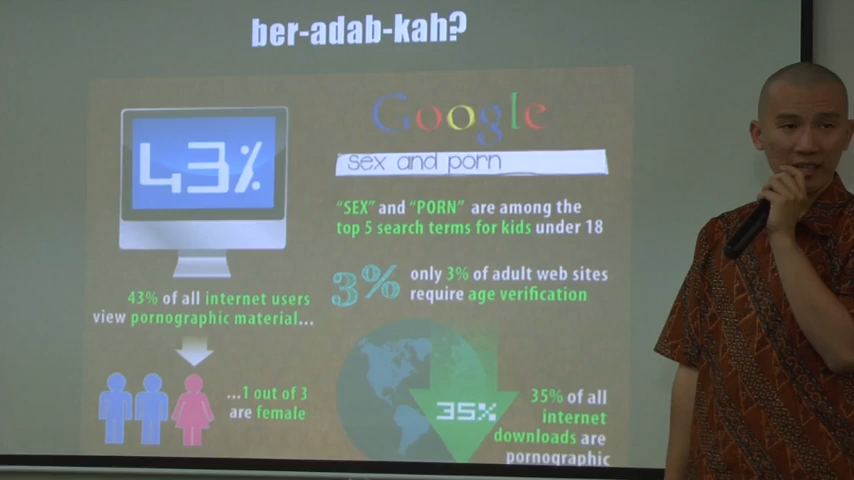 ber-adab-kah?
43%
Google
sex and porn
"SEX" and "PORN" are among the
top 5 search terms for kids under 18
3%
only 3% of adult web sites
require age verification
43% of all internet users
view pornographic material...
...1 out of 3
are female
35%
35% of all
internet
downloads are
pornographic